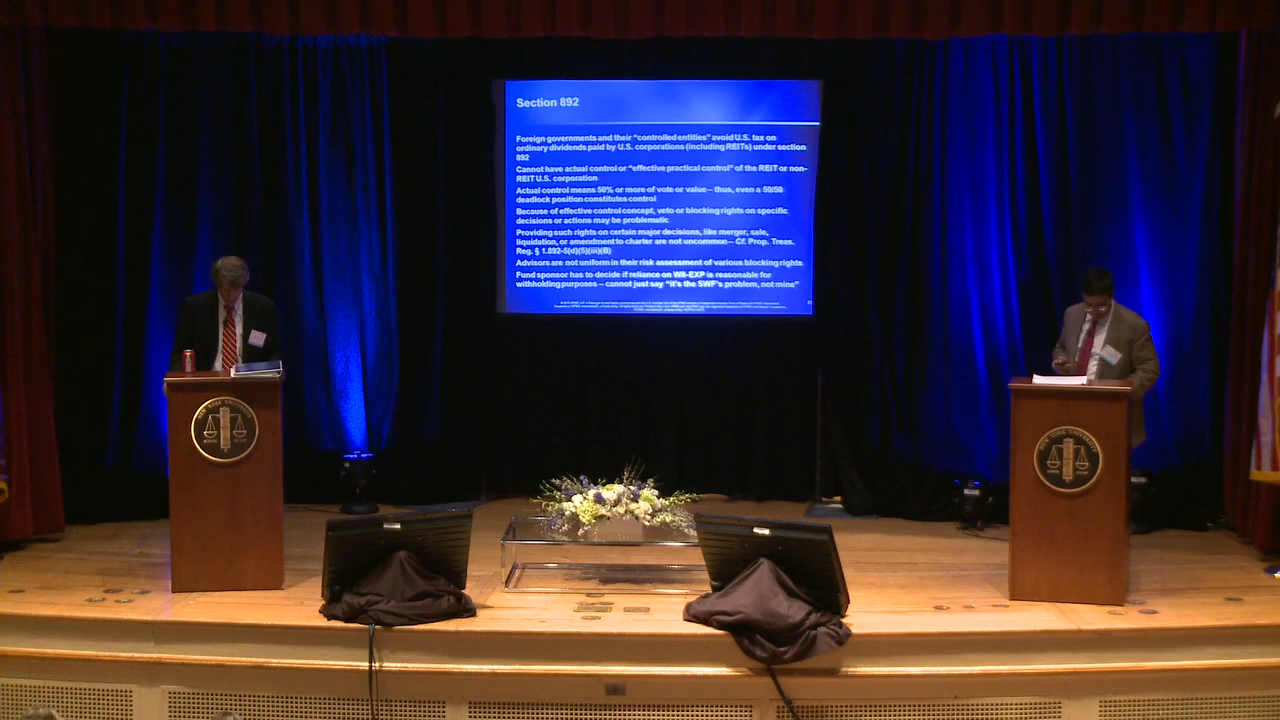 Section 892
Foreign governments and their "controlled entities" avoid U.S. tax on
ordinary dividends paid by U.S. corporations (including REITs) under section
892
Cannot have actual control or "effective practical control" of the REIT or non-
REIT U.S. corporation
Actual control means 50% or more of vote or value – thus, even a 50/50
deadlock position constitutes control
Because of effective control concept, veto or blocking rights on specific
decisions or actions may be problematic
Providing such rights on certain major decisions, like merger, sale,
liquidation, or amendment to charter are not uncommon – Cf. Prop. Treas.
Reg. § 1.892-5(d)(5)(iii)(B)
Advisors are not uniform in their risk assessment of various blocking rights
Fund sponsor has to decide if reliance on W8-EXP is reasonable for
withholding purposes – cannot just say "it's the SWF's problem, not mine"
NEW YORK UNIVERSITY
NEW YORK UNIVERSITY